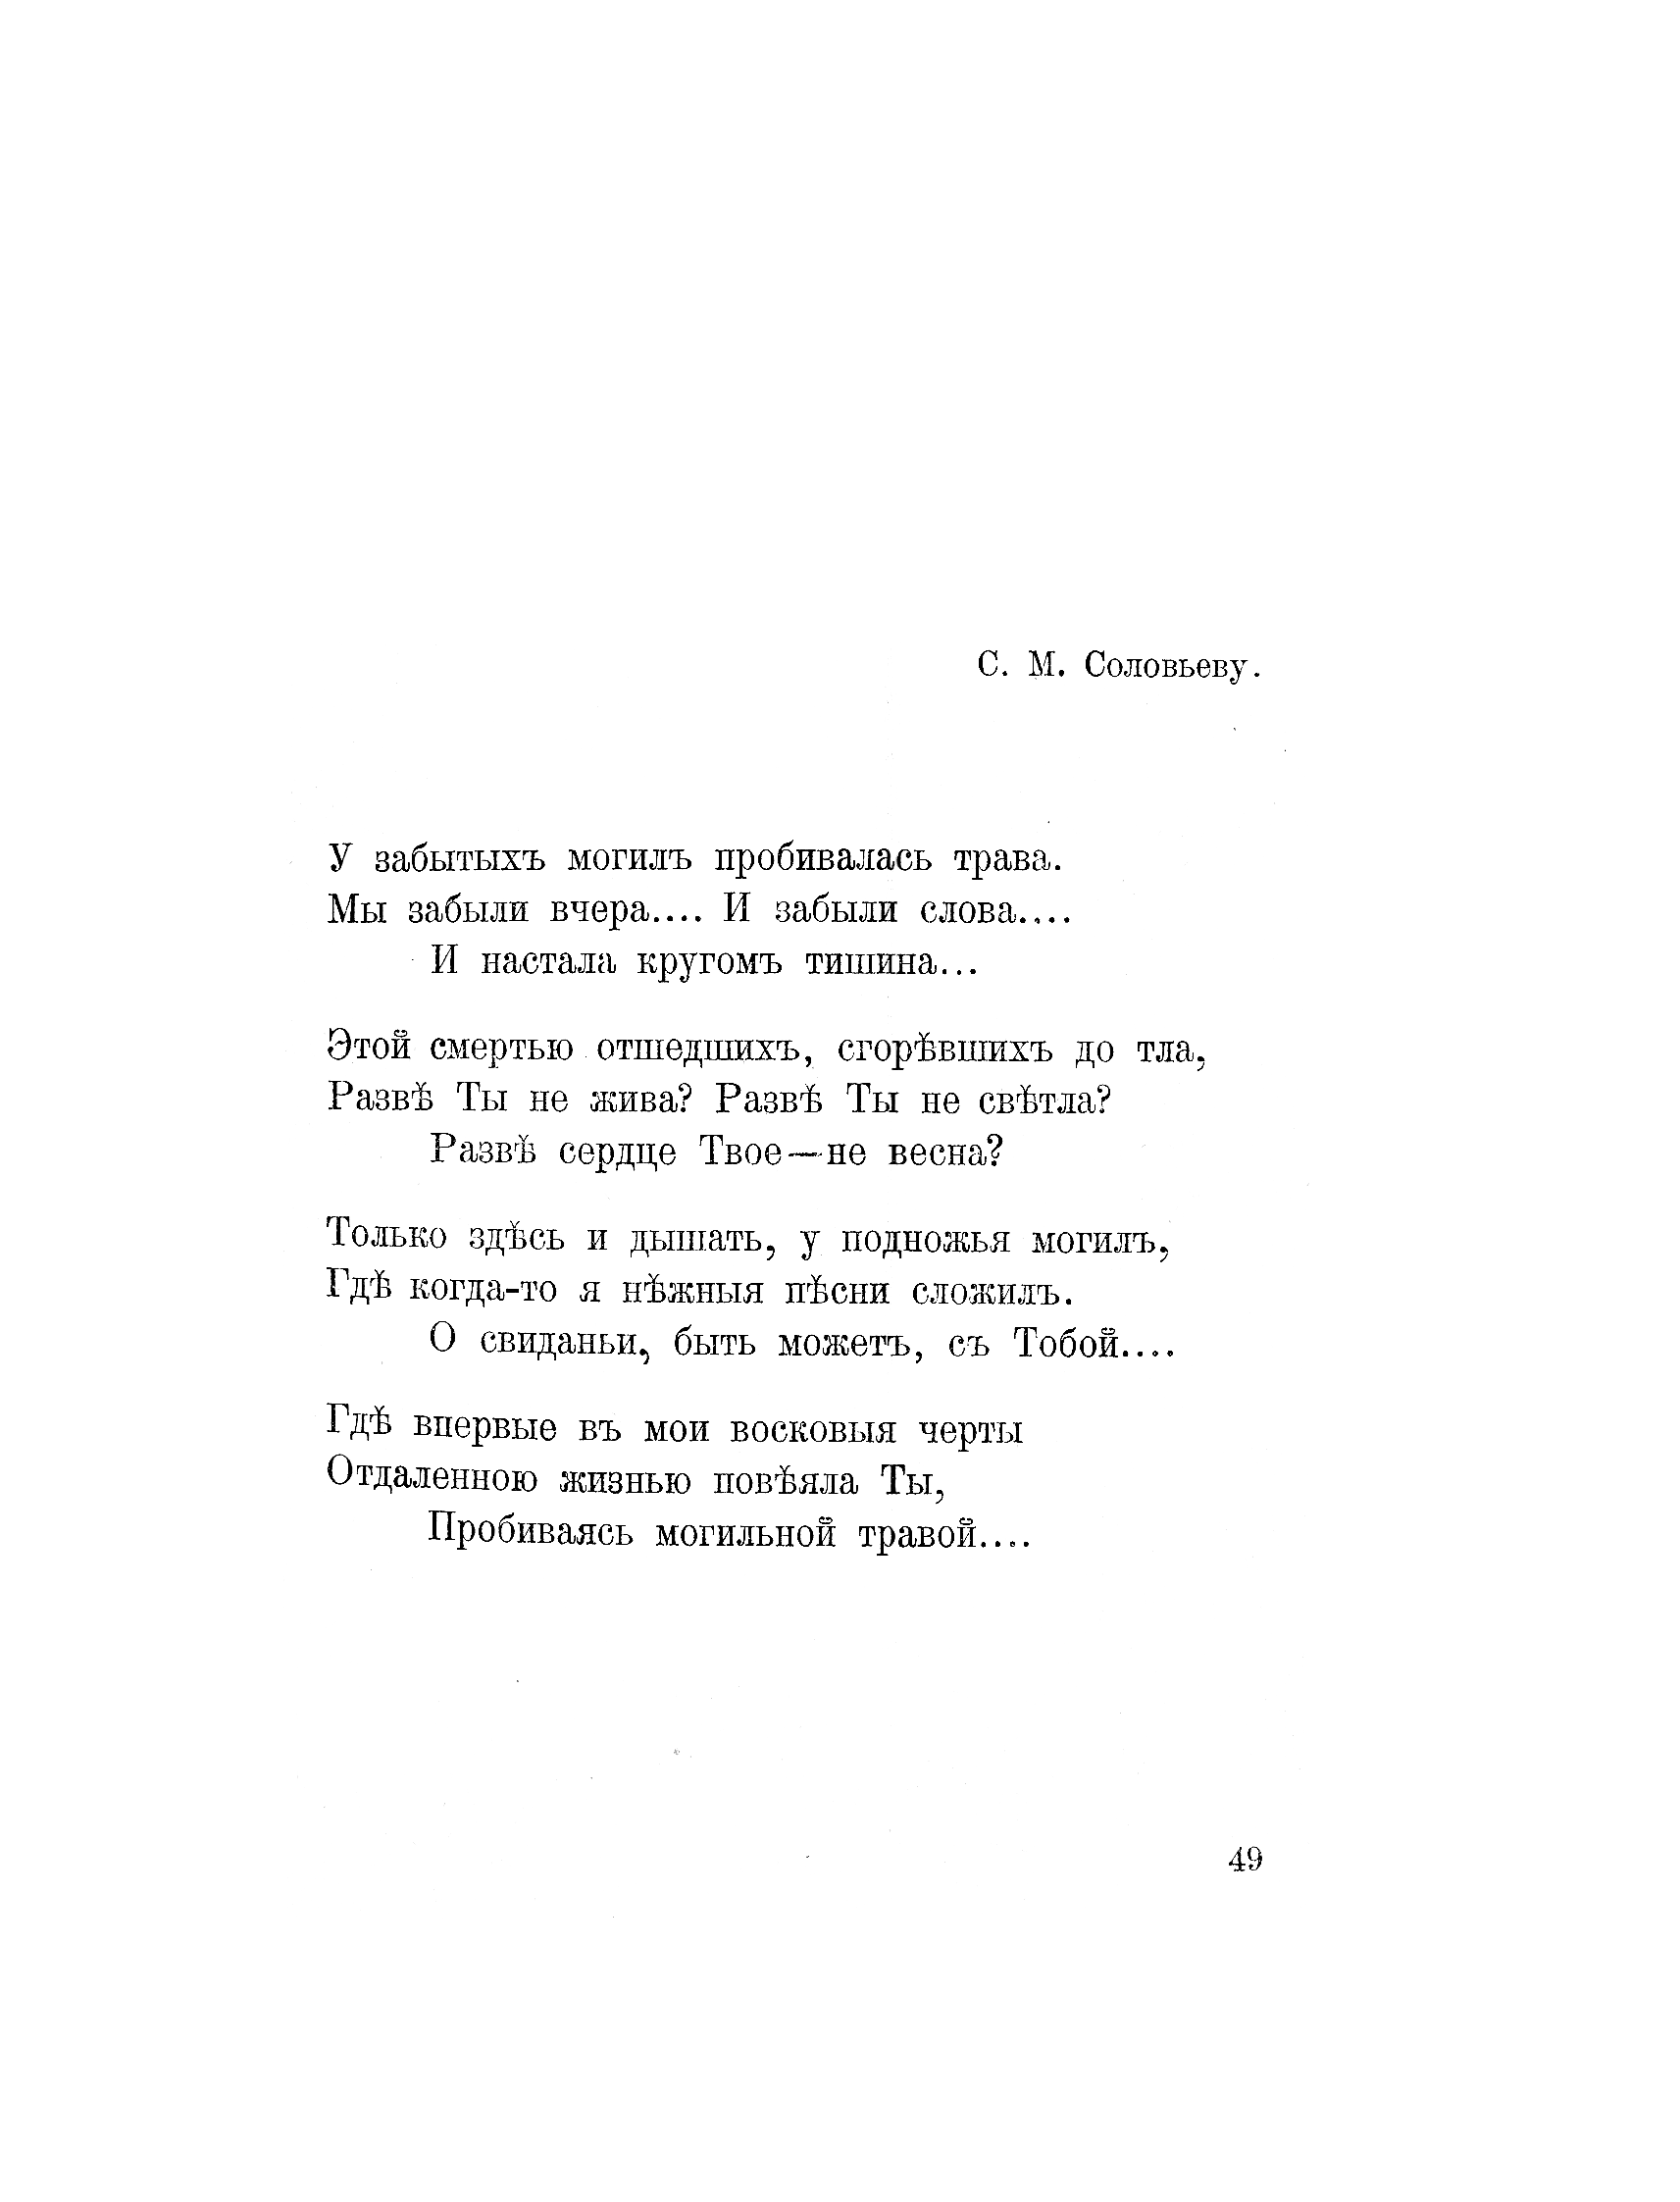 С. М. Соловьеву.
У забытыхъ могилъ пробивалась трава.
Мы забыли вчера.... И забыли слова....
И настала кругомъ тишина...
Этой смертью отшедшихъ, сгорѣвшихъ до тла,
Развѣ Ты не жива? Развѣ Ты не свѣтла?
Развѣ сердце Твое—не весна?
Только здѣсь и дышать, у подножья могилъ,
Гдѣ когда-то я нѣжныя пѣсни сложилъ.
О свиданьи, быть можетъ, съ Тобой....
Гдѣ впервые въ мои восковыя черты
Отдаленною жизнью повѣяла Ты,
Пробиваясь могильной травой....
49